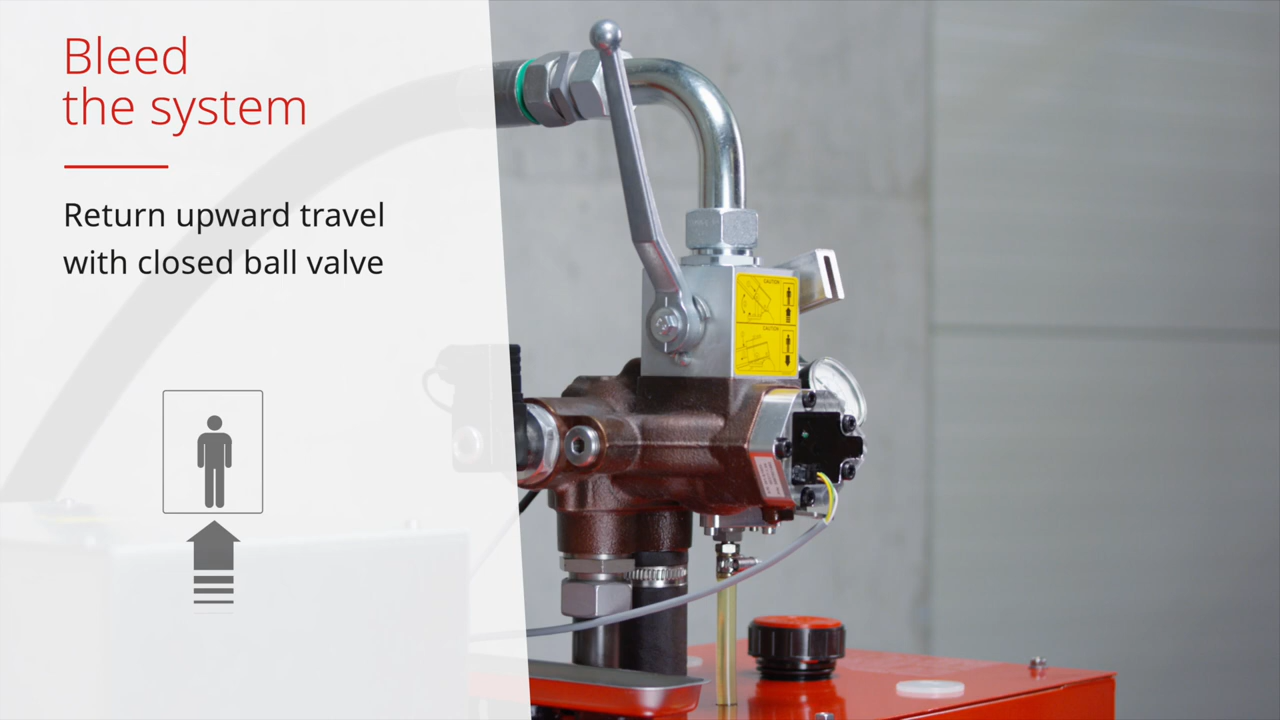 Bleed
the system
Return upward travel
with closed ball valve
CAUTION
CAUTION